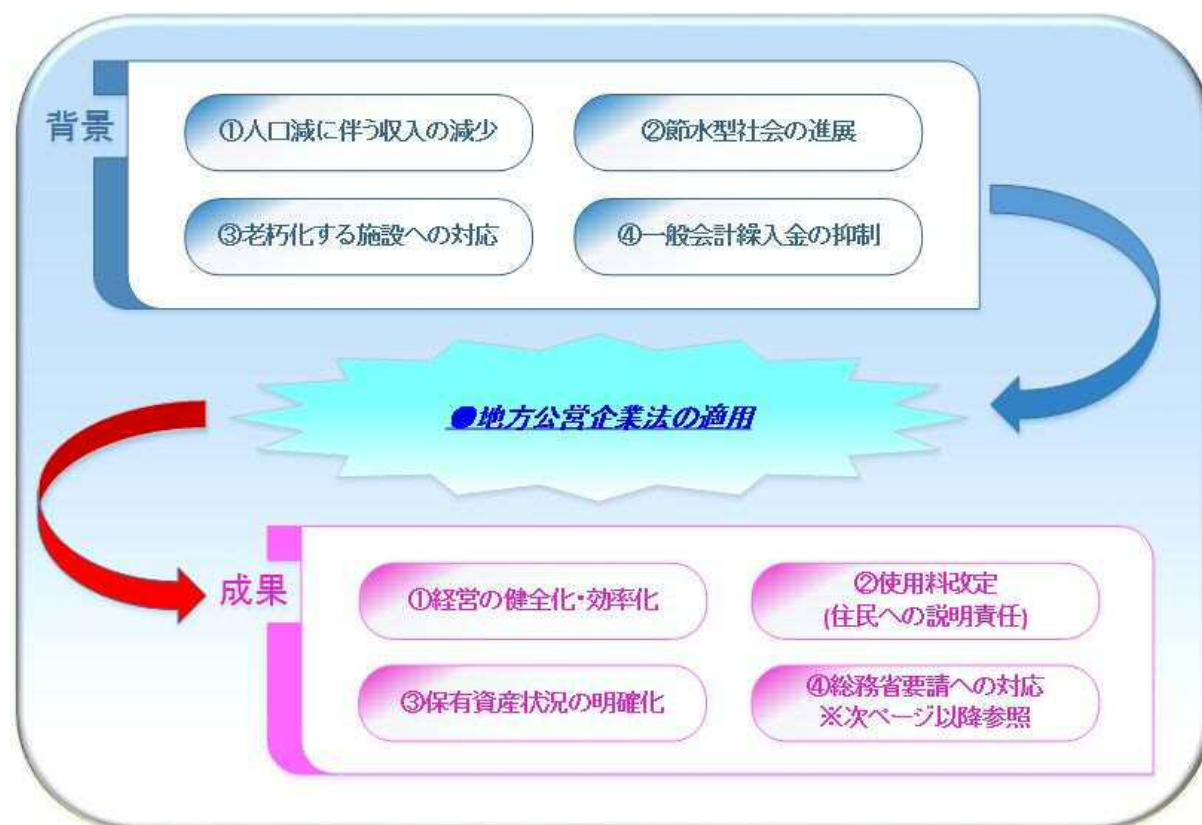 背景
①人口減に伴う収入の減少
②節水型社会の進展
③老朽化する施設への対応
④一般会計繰入金の抑制
●地方公営企業法の適用
成果
①経営の健全化・効率化
②使用料改定
(住民への説明責任)
③保有資産状況の明確化
④総務省要請への対応
※次ページ以降参照